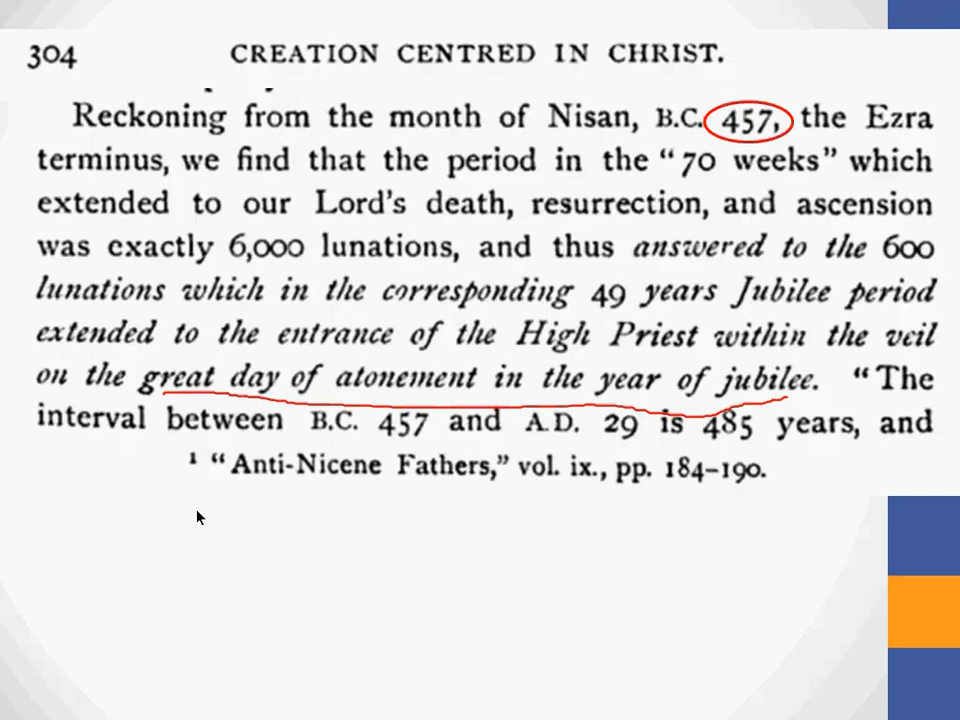 304 CREATION CENTRED IN CHRIST.
Reckoning from the month of Nisan, B.C. 457, the Ezra
terminus, we find that the period in the “70 weeks” which
extended to our Lord's death, resurrection, and ascension
was exactly 6,000 lunations, and thus answered to the 600
lunations which in the corresponding 49 years Jubilee period
extended to the entrance of the High Priest within the veil
on the great day of atonement in the year of jubilee. “The
interval between B.C. 457 and A.D. 29 is 485 years, and
¹ “Anti-Nicene Fathers,” vol. ix., pp. 184–190.